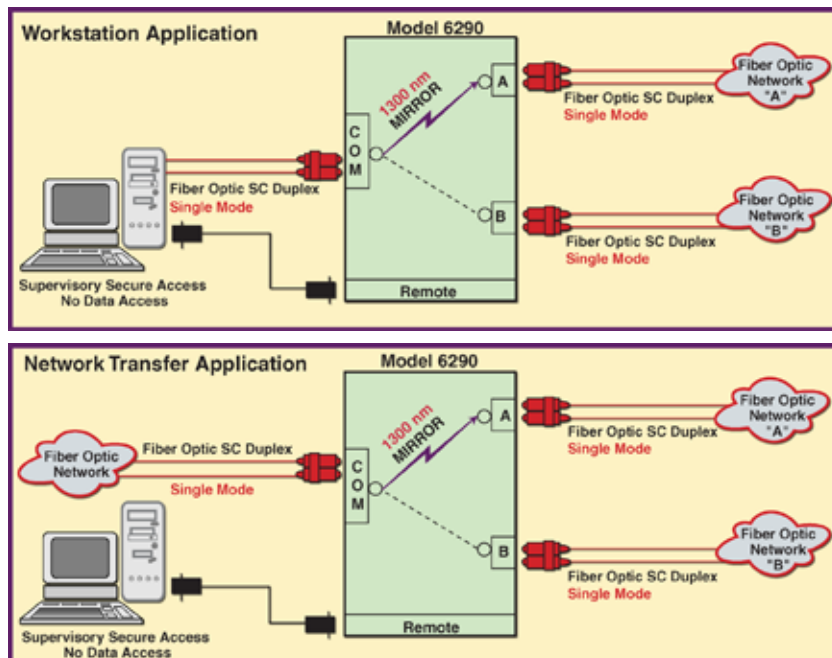 Workstation Application
Model 6290
1300 nm
MIRROR
A
Fiber Optic SC Duplex
Single Mode
Fiber Optic
Network
"A"
C
O
M
Fiber Optic SC Duplex
Single Mode
B
Fiber Optic SC Duplex
Single Mode
Fiber Optic
Network
"B"
Supervisory Secure Access
No Data Access
Remote
Network Transfer Application
Model 6290
1300 nm
MIRROR
A
Fiber Optic SC Duplex
Single Mode
Fiber Optic
Network
"A"
Fiber Optic
Network
Fiber Optic SC Duplex
Single Mode
C
O
M
B
Fiber Optic SC Duplex
Single Mode
Fiber Optic
Network
"B"
Supervisory Secure Access
No Data Access
Remote